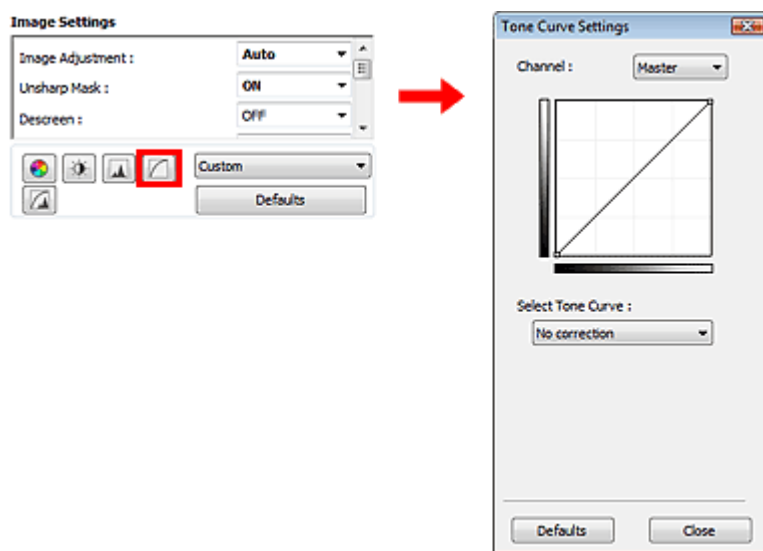 Image Settings
Image Adjustment : Auto
Unsharp Mask : ON
Descreen : OFF
Custom
Defaults
Tone Curve Settings
Channel : Master
Select Tone Curve :
No correction
Defaults Close